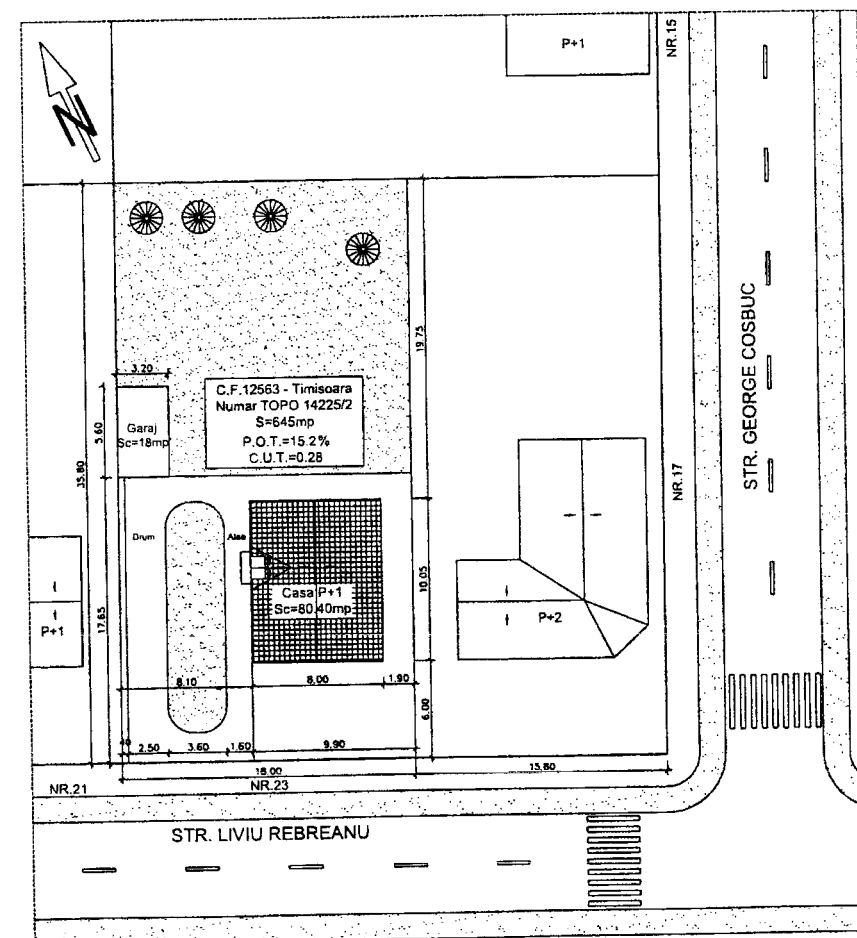 P+1
NR.15
N
19.75
3.20
C.F.12563 - Timisoara
Numar TOPO 14225/2
S=645mp
P.O.T.=15.2%
C.U.T.=0.28
Garaj
Sc=18mp
5.60
35.80
STR. GEORGE COSBUC
NR.17
Drum
Alee
10.05
Casa P+1
Sc=80.40mp
P+1
17.65
P+2
8.10
8.00
1.90
6.00
2.50
3.60
1.60
9.90
18.00
15.80
NR.21
NR.23
STR. LIVIU REBREANU